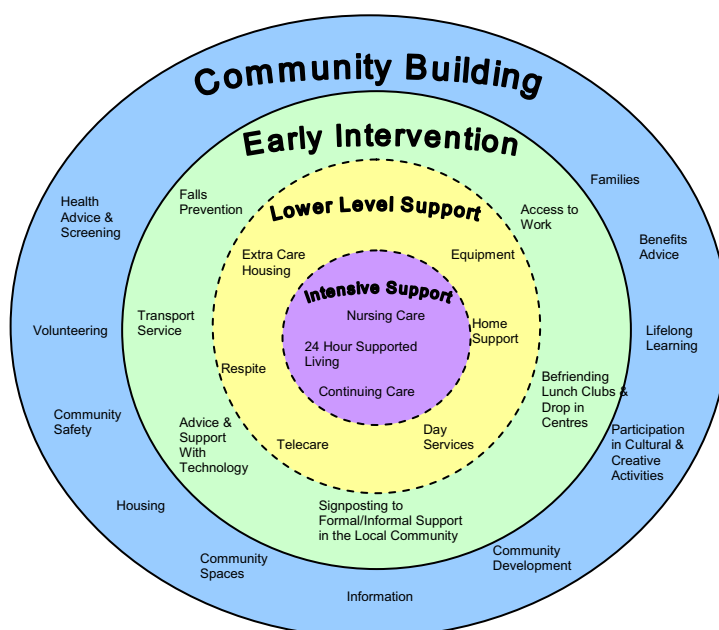 Community Building
Early Intervention
Lower Level Support
Intensive Support
Nursing Care
24 Hour Supported
Living
Continuing Care
Extra Care
Housing
Equipment
Home
Support
Respite
Telecare
Day
Services
Falls
Prevention
Access to
Work
Transport
Service
Befriending
Lunch Clubs &
Drop in
Centres
Advice &
Support
With
Technology
Signposting to
Formal/Informal Support
in the Local Community
Families
Health
Advice &
Screening
Benefits
Advice
Volunteering
Lifelong
Learning
Community
Safety
Participation
in Cultural &
Creative
Activities
Housing
Community
Spaces
Community
Development
Information